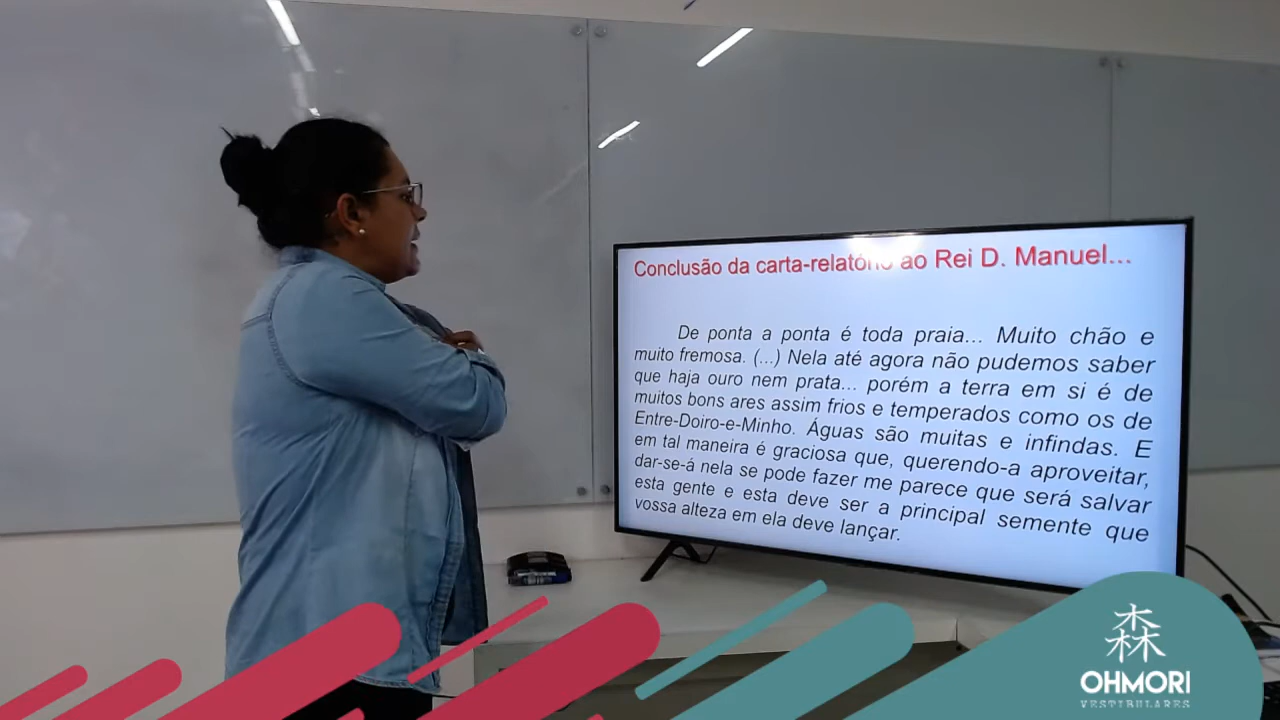 Conclusão da carta-relatório ao Rei D. Manuel...
De ponta a ponta é toda praia... Muito chão e
muito fremosa. (...) Nela até agora não pudemos saber
que haja ouro nem prata... porém a terra em si é de
muitos bons ares assim frios e temperados como os de
Entre-Doiro-e-Minho. Águas são muitas e infindas. E
em tal maneira é graciosa que, querendo-a aproveitar,
dar-se-á nela se pode fazer me parece que será salvar
esta gente e esta deve ser a principal semente que
vossa alteza em ela deve lançar.
森
OHMORI
VESTIBULARES